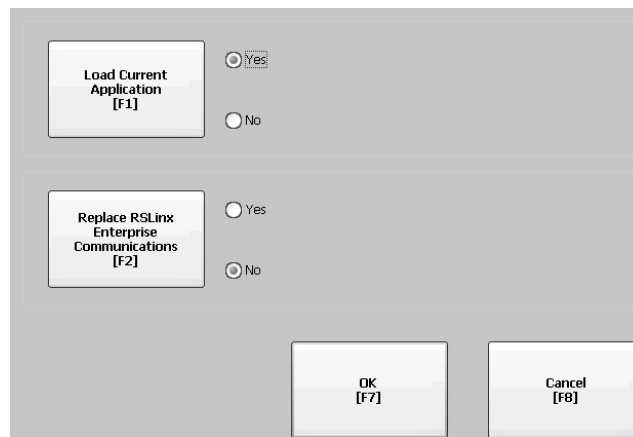 Load Current
Application
[F1]
Yes
No
Replace RSLinx
Enterprise
Communications
[F2]
Yes
No
OK
[F7]
Cancel
[F8]